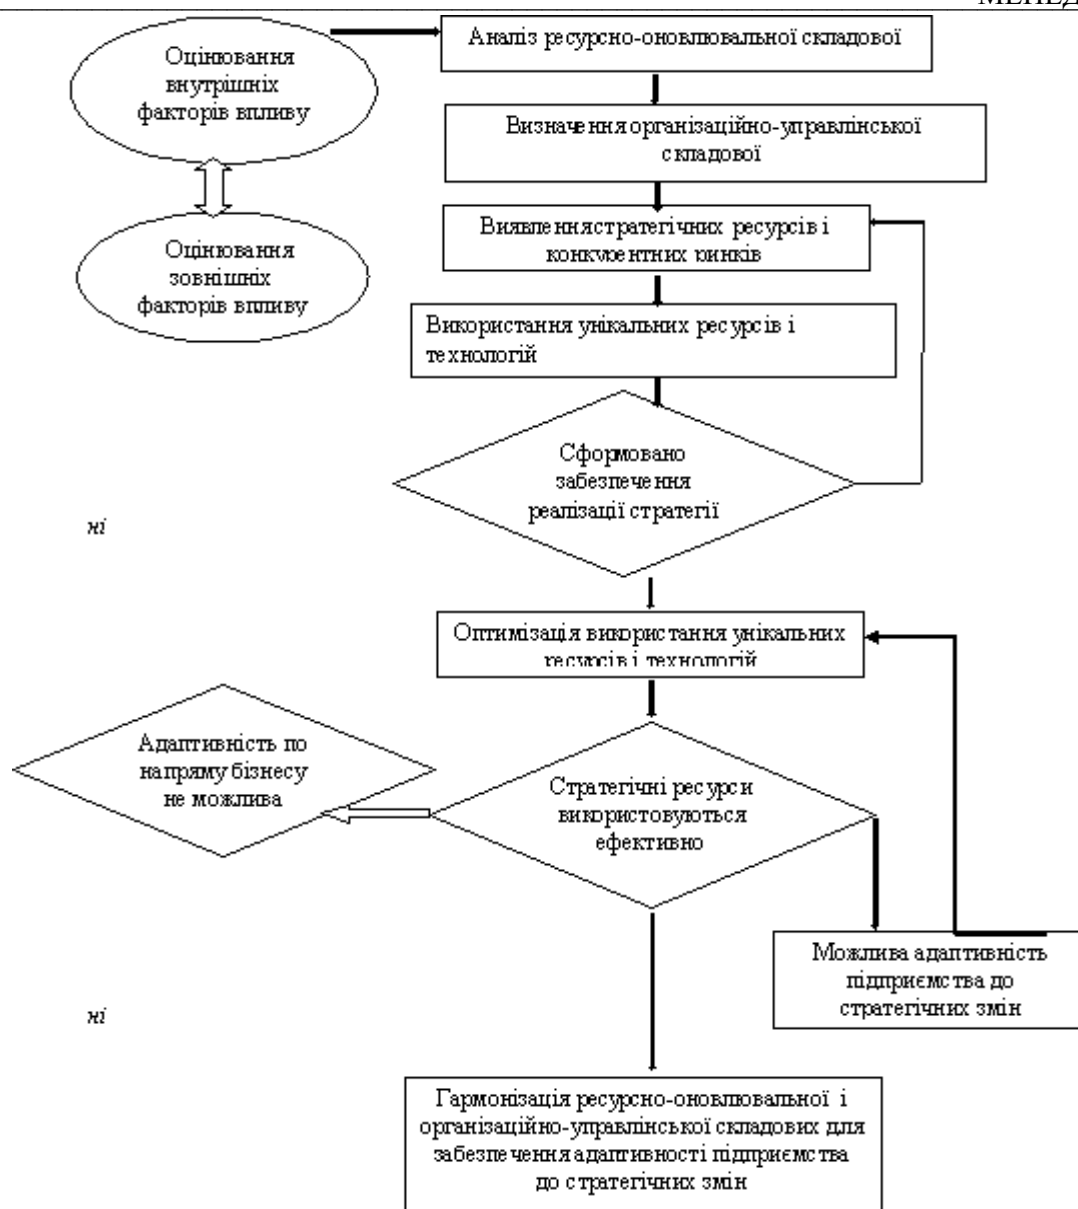 МЕНЕД
Оцінювання
внутрішніх
факторів впливу
Аналіз ресурсно-оновлювальної складової
Визначення організаційно-управлінської
складової
Виявлення стратегічних ресурсів і
конкурентних ринків
Оцінювання
зовнішніх
факторів впливу
Використання унікальних ресурсів і
технологій
Сформовано
забезпечення
реалізації стратегії
ні
Оптимізація використання унікальних
ресурсів і технологій
Адаптивність по
напряму бізнесу
не можлива
Стратегічні ресурси
використовуються
ефективно
Можлива адаптивність
підприємства до
стратегічних змін
ні
Гармонізація ресурсно-оновлювальної і
організаційно-управлінської складових для
забезпечення адаптивності підприємства
до стратегічних змін